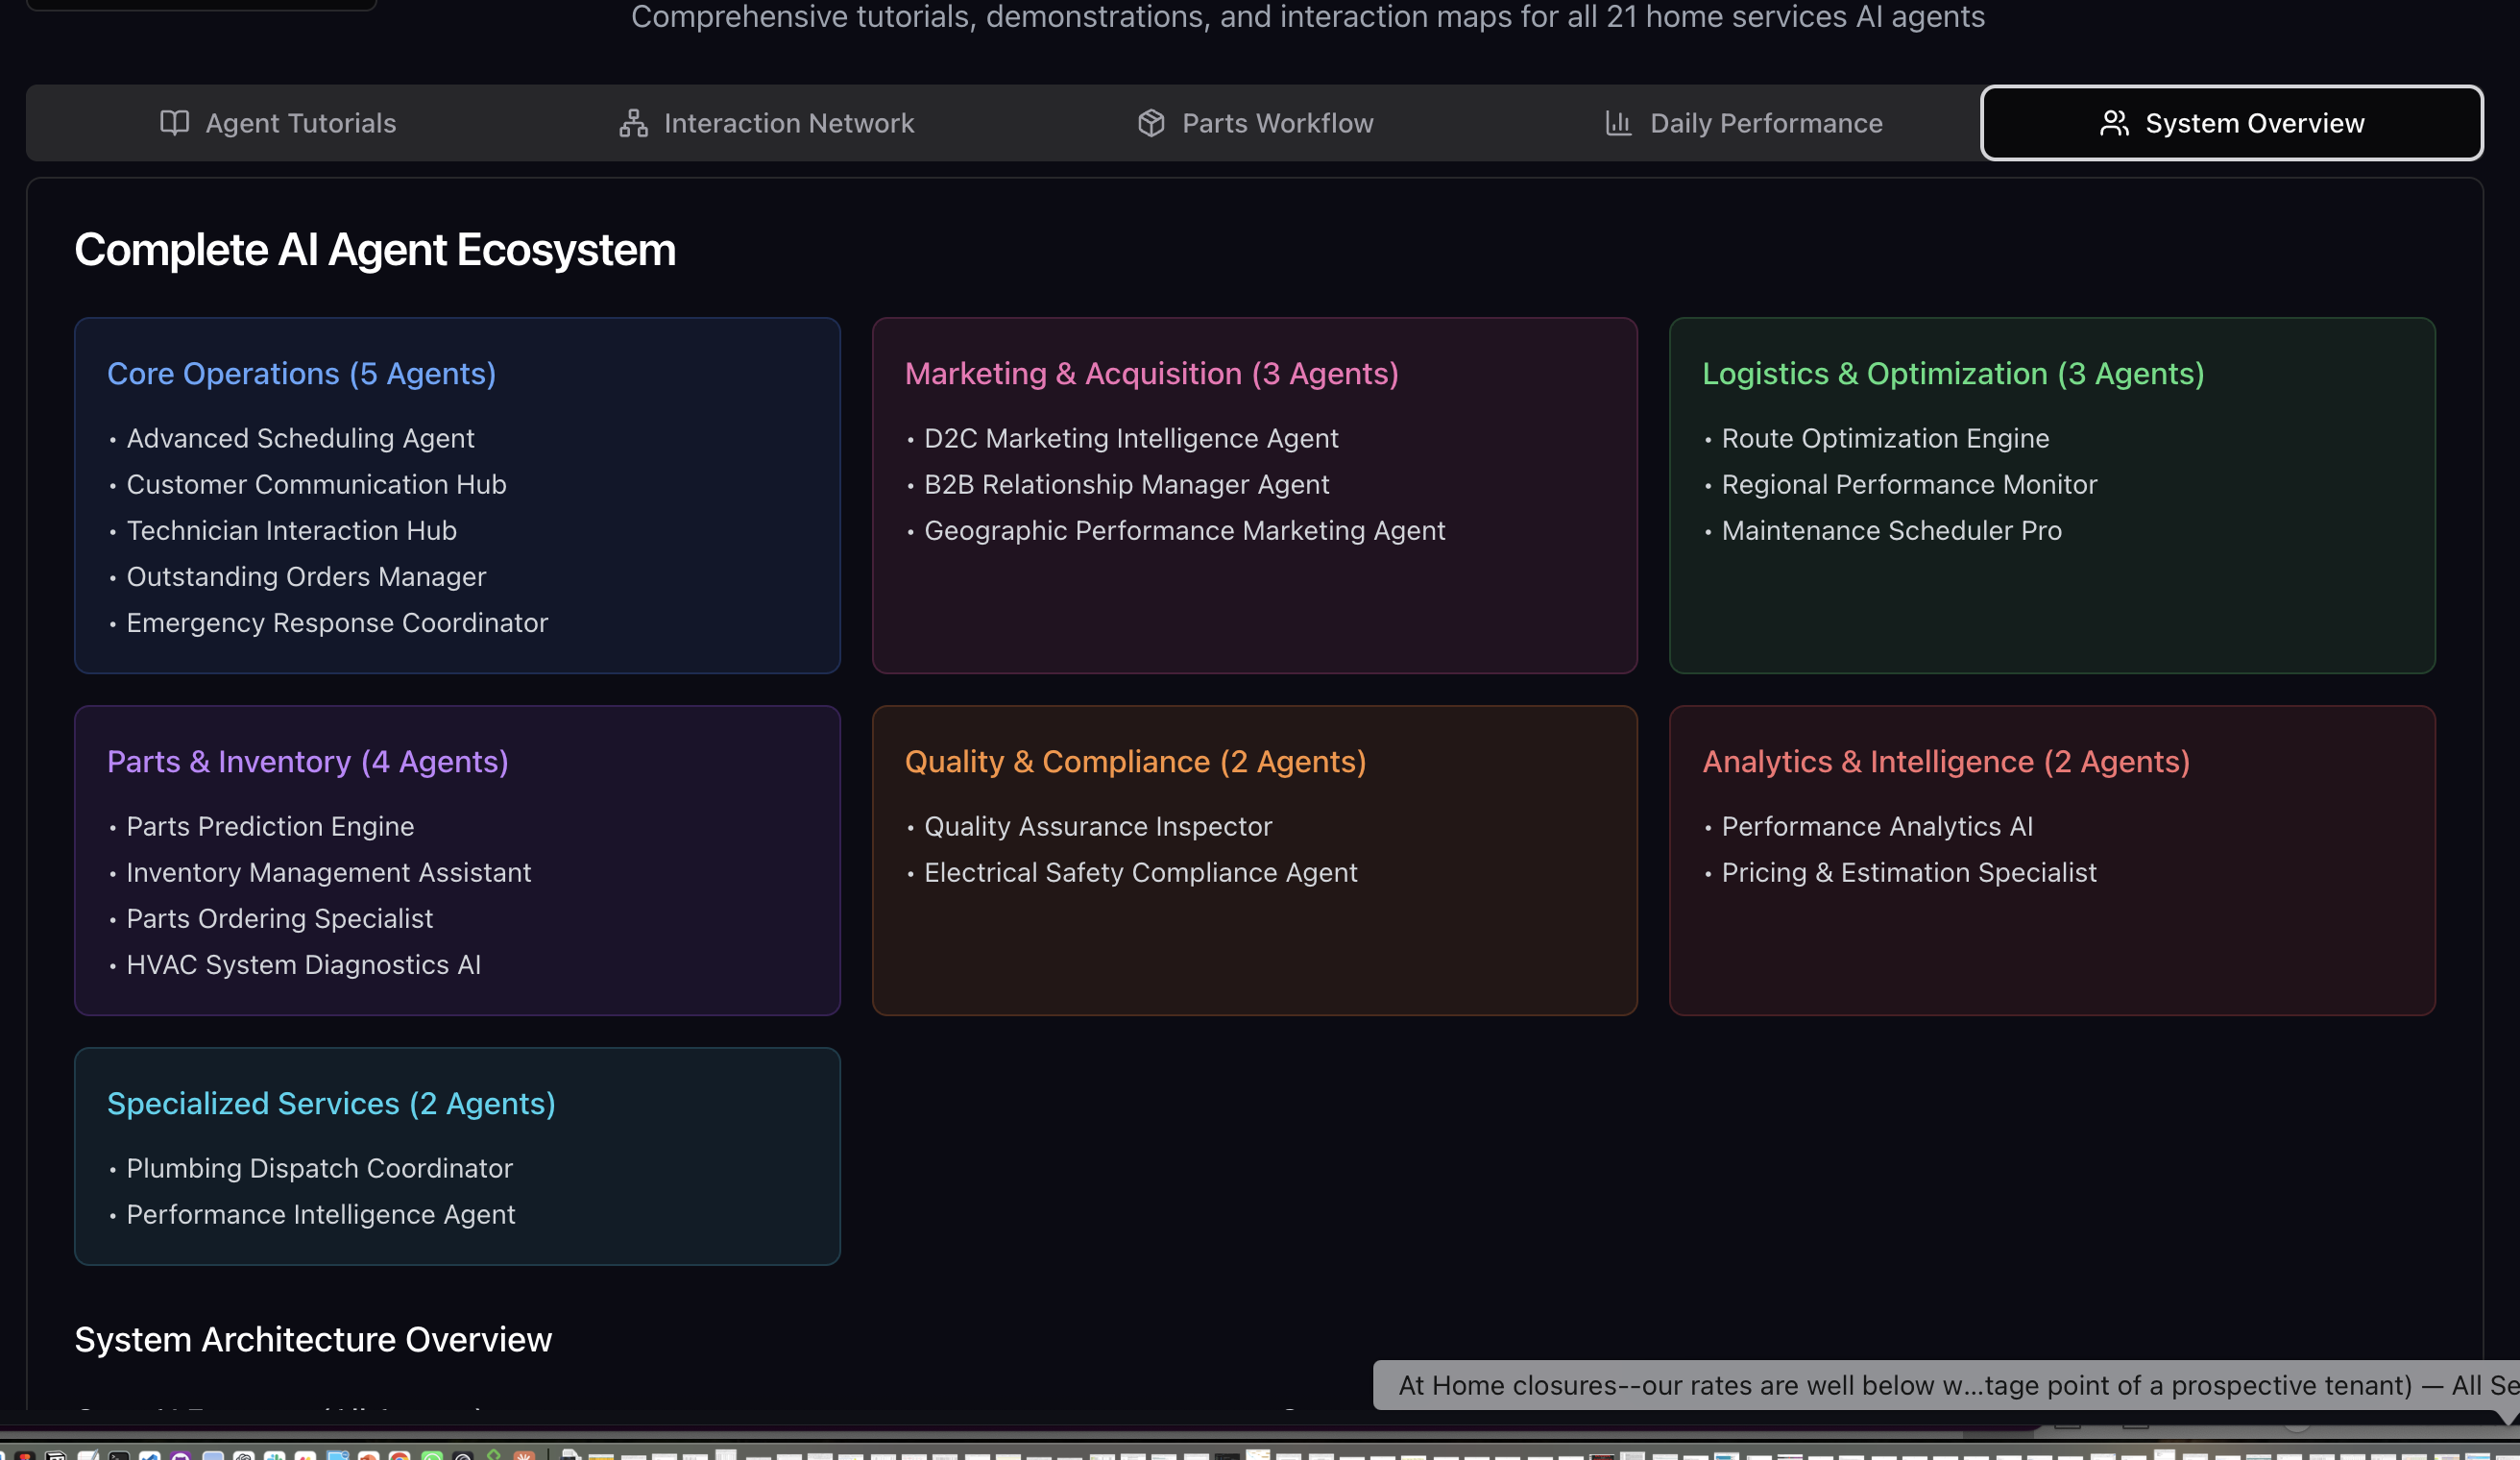 Comprehensive tutorials, demonstrations, and interaction maps for all 21 home services AI agents
Agent Tutorials
Interaction Network
Parts Workflow
Daily Performance
System Overview
Complete AI Agent Ecosystem
Core Operations (5 Agents)
• Advanced Scheduling Agent
• Customer Communication Hub
• Technician Interaction Hub
• Outstanding Orders Manager
• Emergency Response Coordinator
Marketing & Acquisition (3 Agents)
• D2C Marketing Intelligence Agent
• B2B Relationship Manager Agent
• Geographic Performance Marketing Agent
Logistics & Optimization (3 Agents)
• Route Optimization Engine
• Regional Performance Monitor
• Maintenance Scheduler Pro
Parts & Inventory (4 Agents)
• Parts Prediction Engine
• Inventory Management Assistant
• Parts Ordering Specialist
• HVAC System Diagnostics AI
Quality & Compliance (2 Agents)
• Quality Assurance Inspector
• Electrical Safety Compliance Agent
Analytics & Intelligence (2 Agents)
• Performance Analytics AI
• Pricing & Estimation Specialist
Specialized Services (2 Agents)
• Plumbing Dispatch Coordinator
• Performance Intelligence Agent
System Architecture Overview
At Home closures--our rates are well below w...tage point of a prospective tenant) — All Se